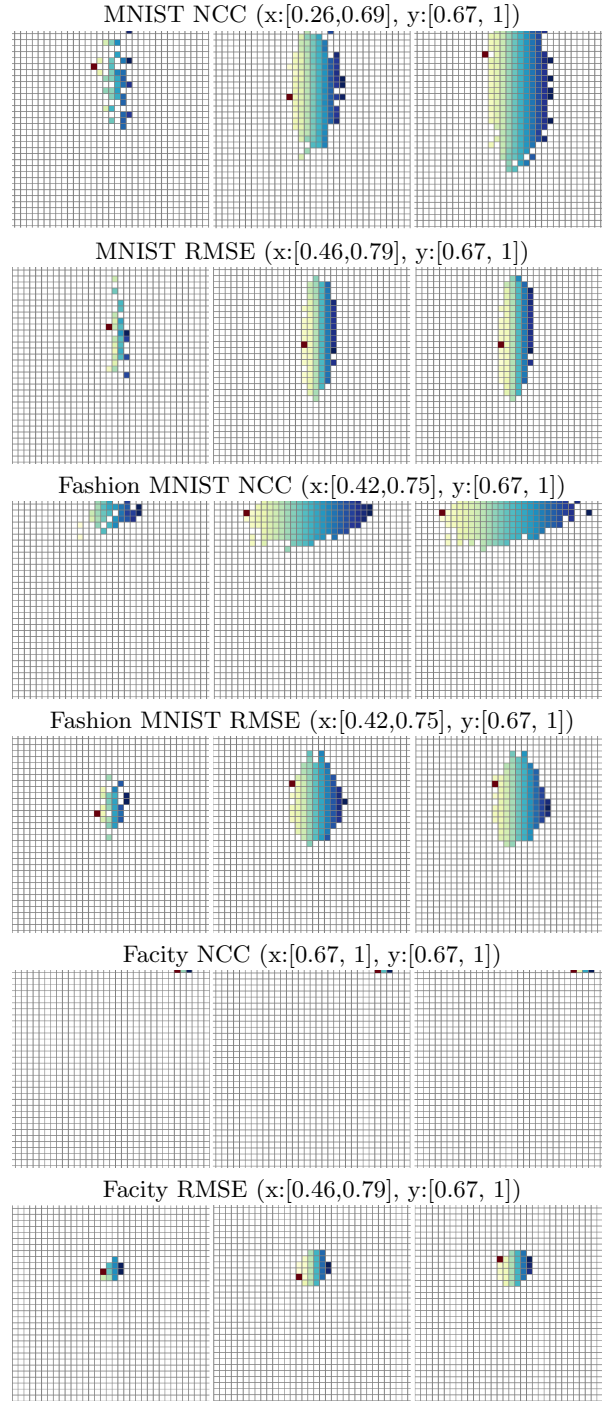 MNIST NCC (x:[0.26,0.69], y:[0.67, 1])
MNIST RMSE (x:[0.46,0.79], y:[0.67, 1])
Fashion MNIST NCC (x:[0.42,0.75], y:[0.67, 1])
Fashion MNIST RMSE (x:[0.42,0.75], y:[0.67, 1])
Facity NCC (x:[0.67, 1], y:[0.67, 1])
Facity RMSE (x:[0.46,0.79], y:[0.67, 1])